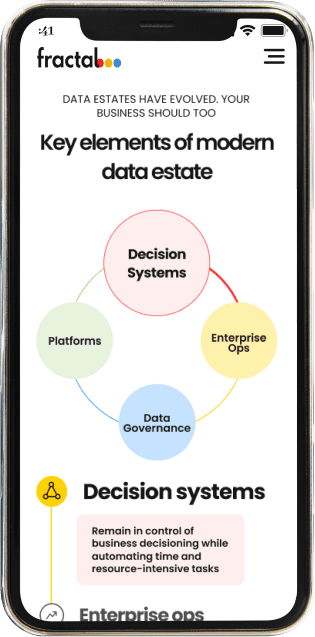 :41
fractal
DATA ESTATES HAVE EVOLVED. YOUR
BUSINESS SHOULD TOO
Key elements of modern
data estate
Decision
Systems
Platforms
Enterprise
Ops
Data
Governance
Decision systems
Remain in control of
business decisioning while
automating time and
resource-intensive tasks
Enterprise ops